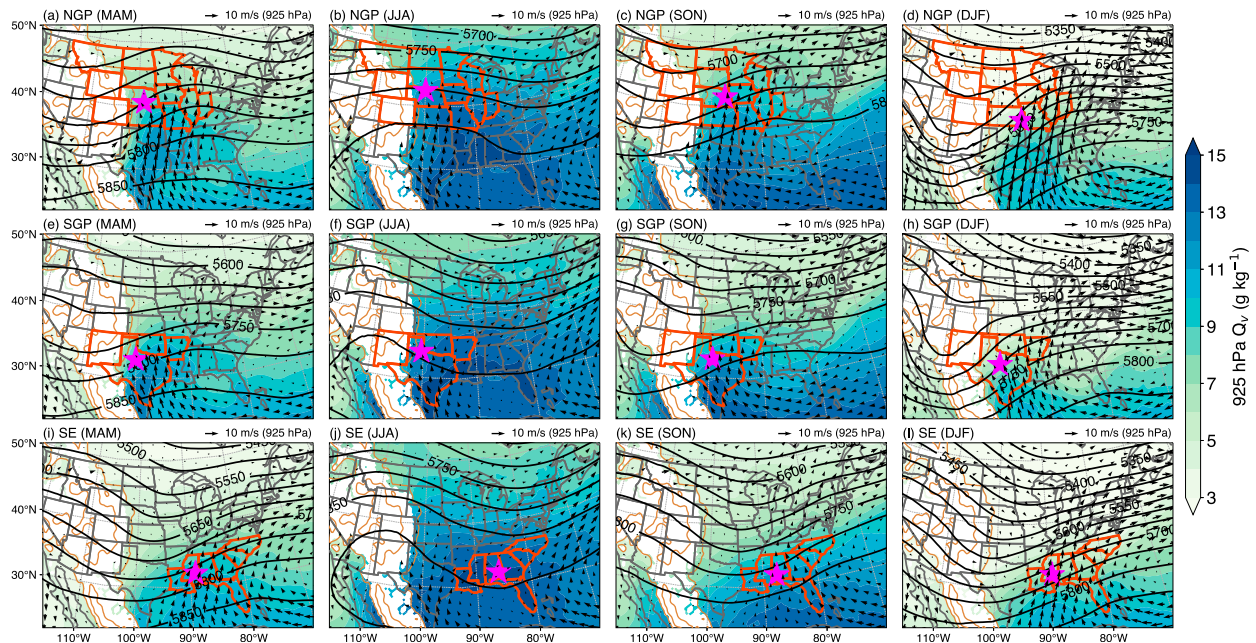 (a) NGP (MAM) 10 m/s (925 hPa) (b) NGP (JJA) 10 m/s (925 hPa) (c) NGP (SON) 10 m/s (925 hPa) (d) NGP (DJF) 10 m/s (925 hPa)
50°N 5700 5350
5750 5700 5400
5500
40°N
5750
5800
30°N
5850
(e) SGP (MAM) 10 m/s (925 hPa) (f) SGP (JJA) 10 m/s (925 hPa) (g) SGP (SON) 10 m/s (925 hPa) (h) SGP (DJF) 10 m/s (925 hPa)
50°N
5600 5400 5350
5700 5500
40°N 5750 5550
5750
5800
30°N
5750
5850
(i) SE (MAM) 10 m/s (925 hPa) (j) SE (JJA) 10 m/s (925 hPa) (k) SE (SON) 10 m/s (925 hPa) (l) SE (DJF) 10 m/s (925 hPa)
50°N
5500 5750 5600 5450 5350
5550 5400
40°N 5750 5550
5650 5600 5700
30°N
5800
5850
110°W 100°W 90°W 80°W 110°W 100°W 90°W 80°W 110°W 100°W 90°W 80°W 110°W 100°W 90°W 80°W
15
13
11
9
7
5
3
925 hPa Qv (g kg⁻¹)